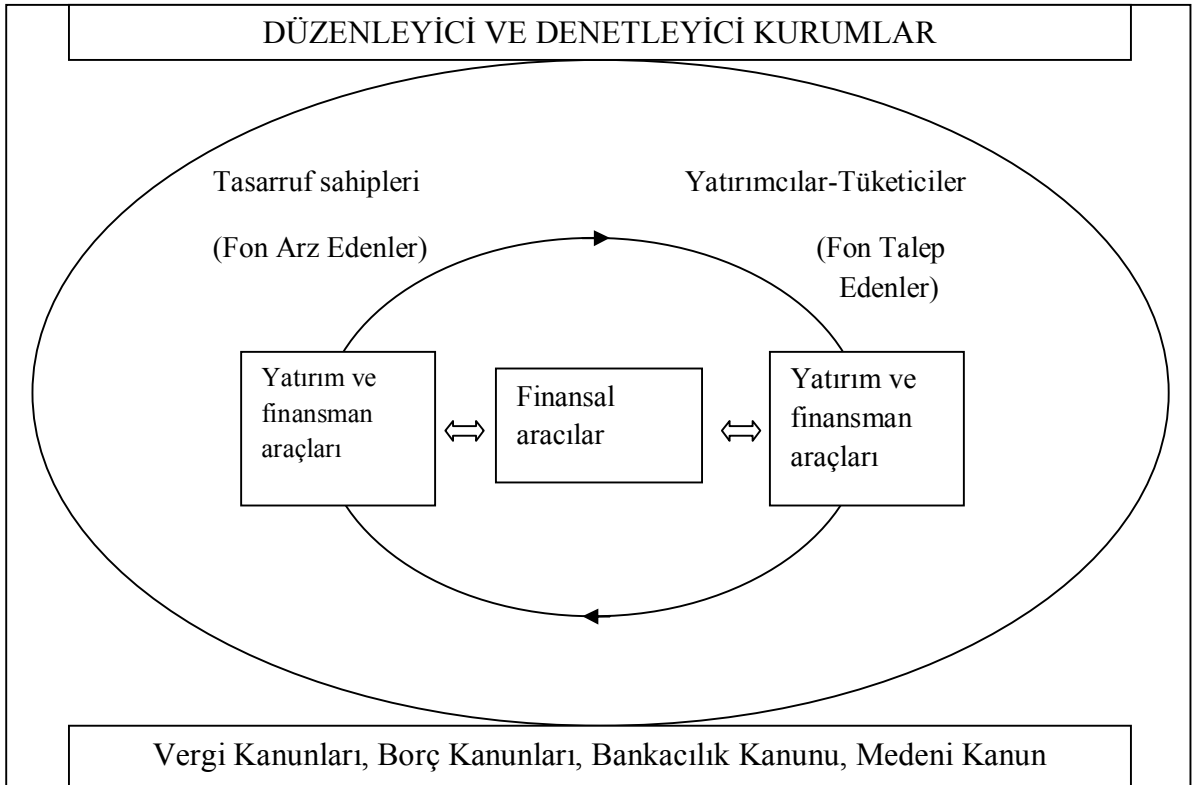 DÜZENLEYİCİ VE DENETLEYİCİ KURUMLAR
Tasarruf sahipleri
(Fon Arz Edenler)
Yatırımcılar-Tüketiciler
(Fon Talep
Edenler)
Yatırım ve
finansman
araçları
Finansal
aracılar
Yatırım ve
finansman
araçları
Vergi Kanunları, Borç Kanunları, Bankacılık Kanunu, Medeni Kanun